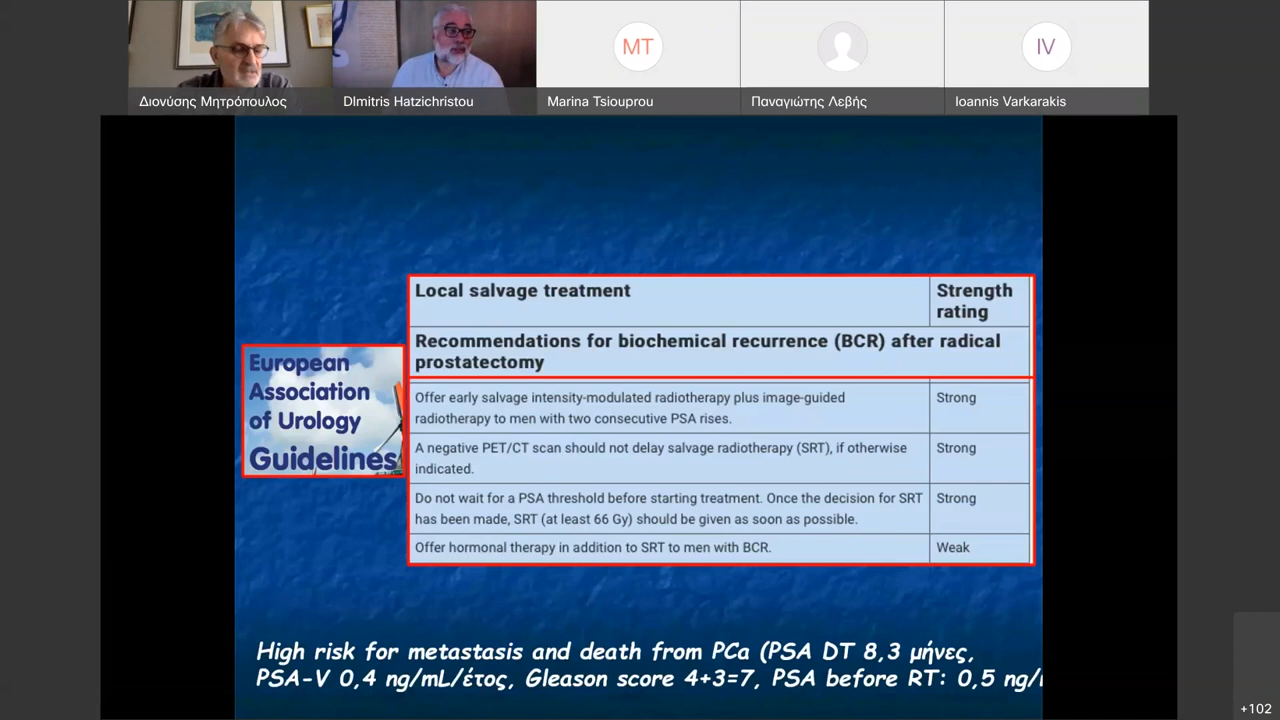 MT
IV
Διονύσης Μητρόπουλος
DImitris Hatzichristou
Marina Tsiouprou
Παναγιώτης Λεβής
Ioannis Varkarakis
Local salvage treatment
Strength
rating
Recommendations for biochemical recurrence (BCR) after radical
prostatectomy
European
Association
of Urology
Guidelines
Offer early salvage intensity-modulated radiotherapy plus image-guided
radiotherapy to men with two consecutive PSA rises.
Strong
A negative PET/CT scan should not delay salvage radiotherapy (SRT), if otherwise
indicated.
Strong
Do not wait for a PSA threshold before starting treatment. Once the decision for SRT
has been made, SRT (at least 66 Gy) should be given as soon as possible.
Strong
Offer hormonal therapy in addition to SRT to men with BCR.
Weak
High risk for metastasis and death from PCa (PSA DT 8,3 μήνες,
PSA-V 0,4 ng/mL/έτος, Gleason score 4+3=7, PSA before RT: 0,5 ng/
+102